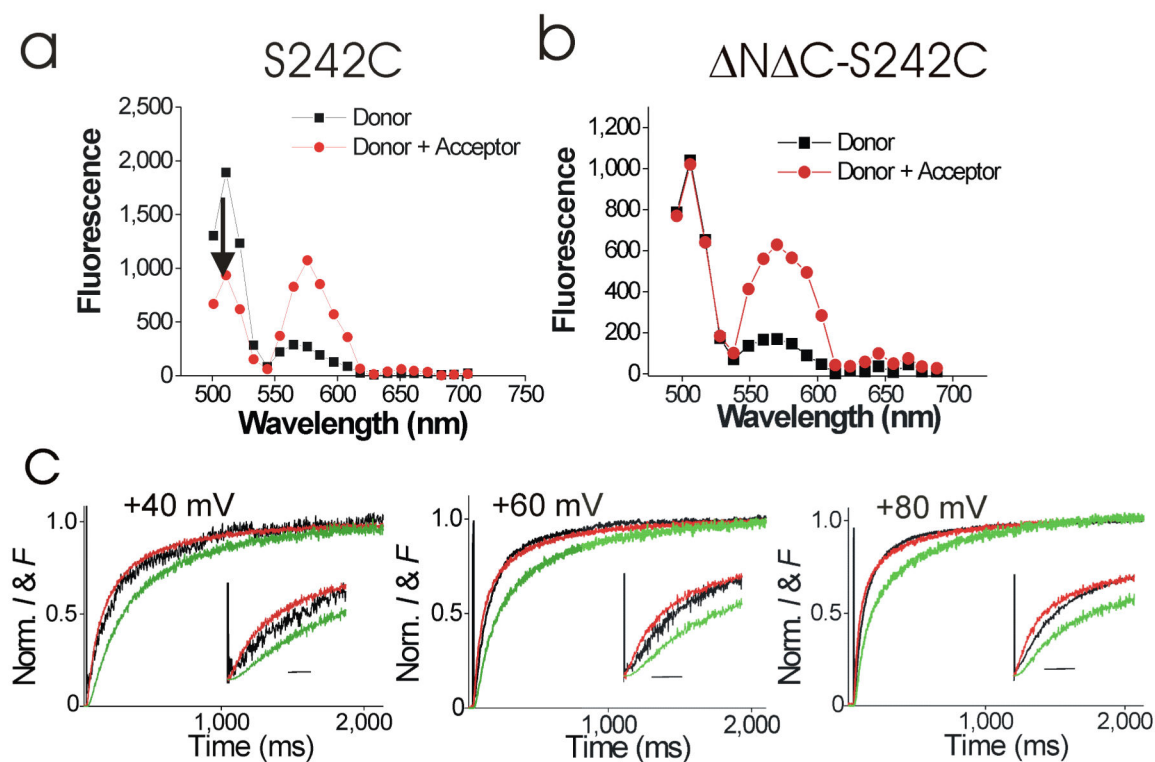 a
S242C
2,500
2,000
1,500
1,000
500
0
Fluorescence
Donor
Donor + Acceptor
500 550 600 650 700 750
Wavelength (nm)
b
ΔNΔC-S242C
1,200
1,000
800
600
400
200
0
Fluorescence
Donor
Donor + Acceptor
500 550 600 650 700
Wavelength (nm)
c
+40 mV
1.0
0.5
0
Norm. I & F
1,000 2,000
Time (ms)
+60 mV
1.0
0.5
0
Norm. I & F
1,000 2,000
Time (ms)
+80 mV
1.0
0.5
0
Norm. I & F
1,000 2,000
Time (ms)